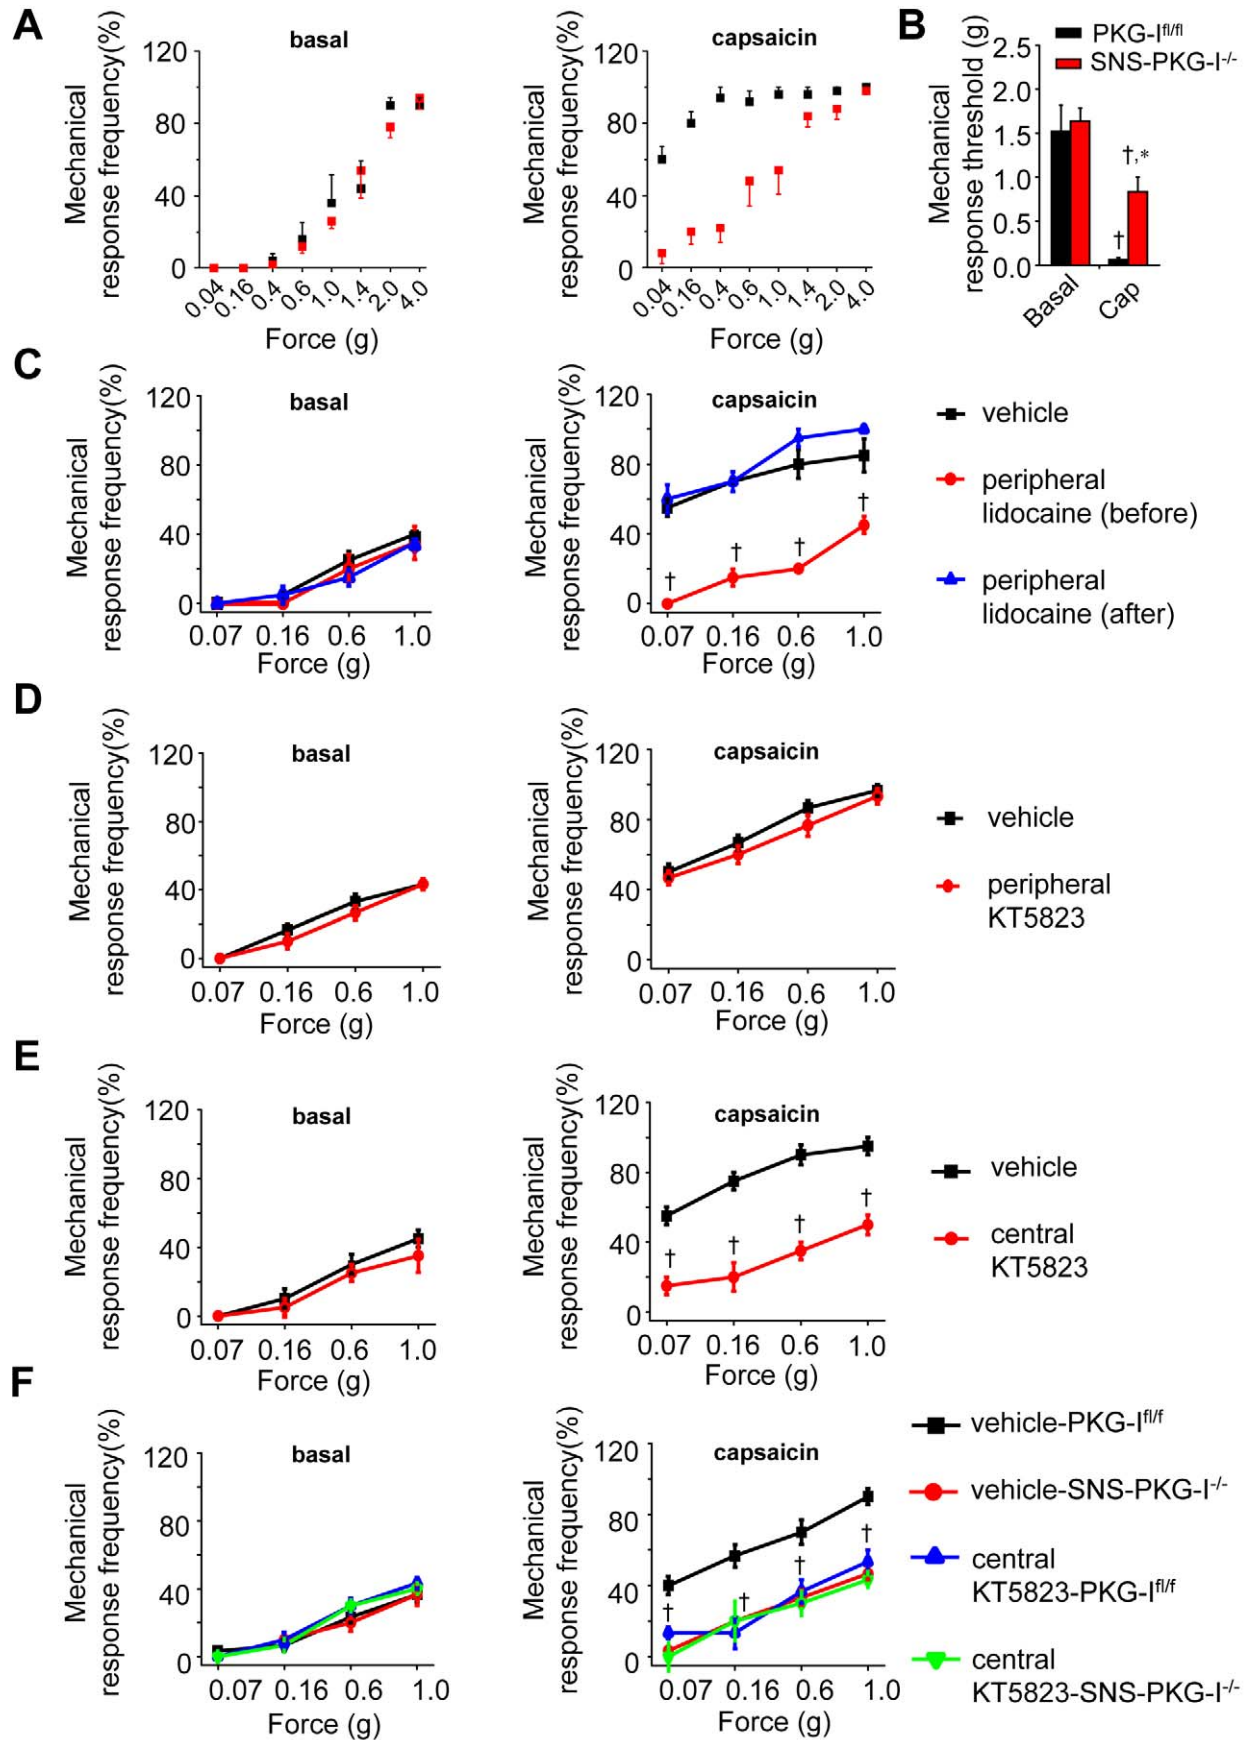 A
basal
Mechanical
response frequency(%)
120
80
40
0
0.04
0.16
0.4
0.6
1.0
1.4
2.0
4.0
Force (g)
capsaicin
Mechanical
response frequency(%)
120
80
40
0
0.04
0.16
0.4
0.6
1.0
1.4
2.0
4.0
Force (g)
B
PKG-Ifl/fl
SNS-PKG-I-/-
Mechanical
response threshold (g)
2.5
2.0
1.5
1.0
0.5
0.0
†
†,*
Basal
Cap
C
basal
Mechanical
response frequency(%)
120
80
40
0
0.07 0.16 0.6 1.0
Force (g)
capsaicin
Mechanical
response frequency(%)
120
80
40
0
† † † †
0.07 0.16 0.6 1.0
Force (g)
vehicle
peripheral
lidocaine (before)
peripheral
lidocaine (after)
D
basal
Mechanical
response frequency(%)
120
80
40
0
0.07 0.16 0.6 1.0
Force (g)
capsaicin
Mechanical
response frequency(%)
120
80
40
0
0.07 0.16 0.6 1.0
Force (g)
vehicle
peripheral
KT5823
E
basal
Mechanical
response frequency(%)
120
80
40
0
0.07 0.16 0.6 1.0
Force (g)
capsaicin
Mechanical
response frequency(%)
120
80
40
0
† † † †
0.07 0.16 0.6 1.0
Force (g)
vehicle
central
KT5823
F
basal
Mechanical
response frequency(%)
120
80
40
0
0.07 0.16 0.6 1.0
Force (g)
capsaicin
Mechanical
response frequency(%)
120
80
40
0
† † † †
0.07 0.16 0.6 1.0
Force (g)
vehicle-PKG-Ifl/f
vehicle-SNS-PKG-I-/-
central
KT5823-PKG-Ifl/f
central
KT5823-SNS-PKG-I-/-